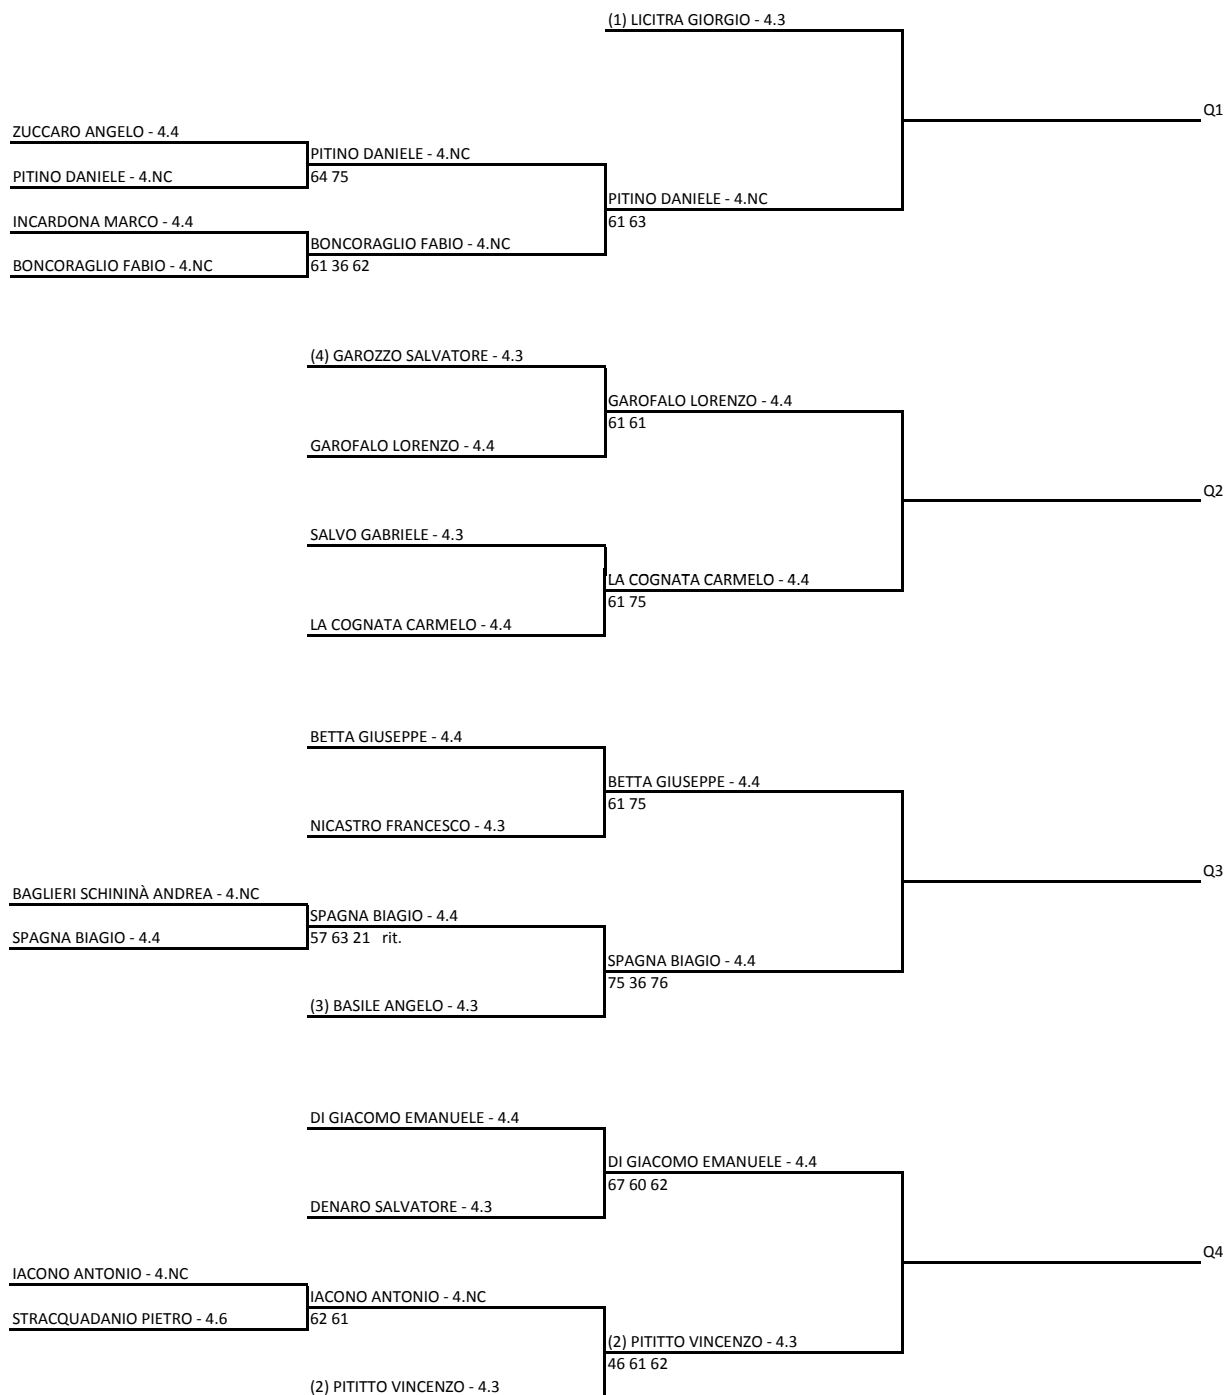 (1) LICITRA GIORGIO - 4.3
Q1
ZUCCARO ANGELO - 4.4
PITINO DANIELE - 4.NC
PITINO DANIELE - 4.NC
64 75
PITINO DANIELE - 4.NC
61 63
INCARDONA MARCO - 4.4
BONCORAGLIO FABIO - 4.NC
BONCORAGLIO FABIO - 4.NC
61 36 62
(4) GAROZZO SALVATORE - 4.3
GAROFALO LORENZO - 4.4
61 61
GAROFALO LORENZO - 4.4
Q2
SALVO GABRIELE - 4.3
LA COGNATA CARMELO - 4.4
61 75
LA COGNATA CARMELO - 4.4
BETTA GIUSEPPE - 4.4
BETTA GIUSEPPE - 4.4
61 75
NICASTRO FRANCESCO - 4.3
Q3
BAGLIERI SCHININÀ ANDREA - 4.NC
SPAGNA BIAGIO - 4.4
SPAGNA BIAGIO - 4.4
57 63 21 rit.
SPAGNA BIAGIO - 4.4
75 36 76
(3) BASILE ANGELO - 4.3
DI GIACOMO EMANUELE - 4.4
DI GIACOMO EMANUELE - 4.4
67 60 62
DENARO SALVATORE - 4.3
Q4
IACONO ANTONIO - 4.NC
IACONO ANTONIO - 4.NC
STRACQUADANIO PIETRO - 4.6
62 61
(2) PITITTO VINCENZO - 4.3
46 61 62
(2) PITITTO VINCENZO - 4.3